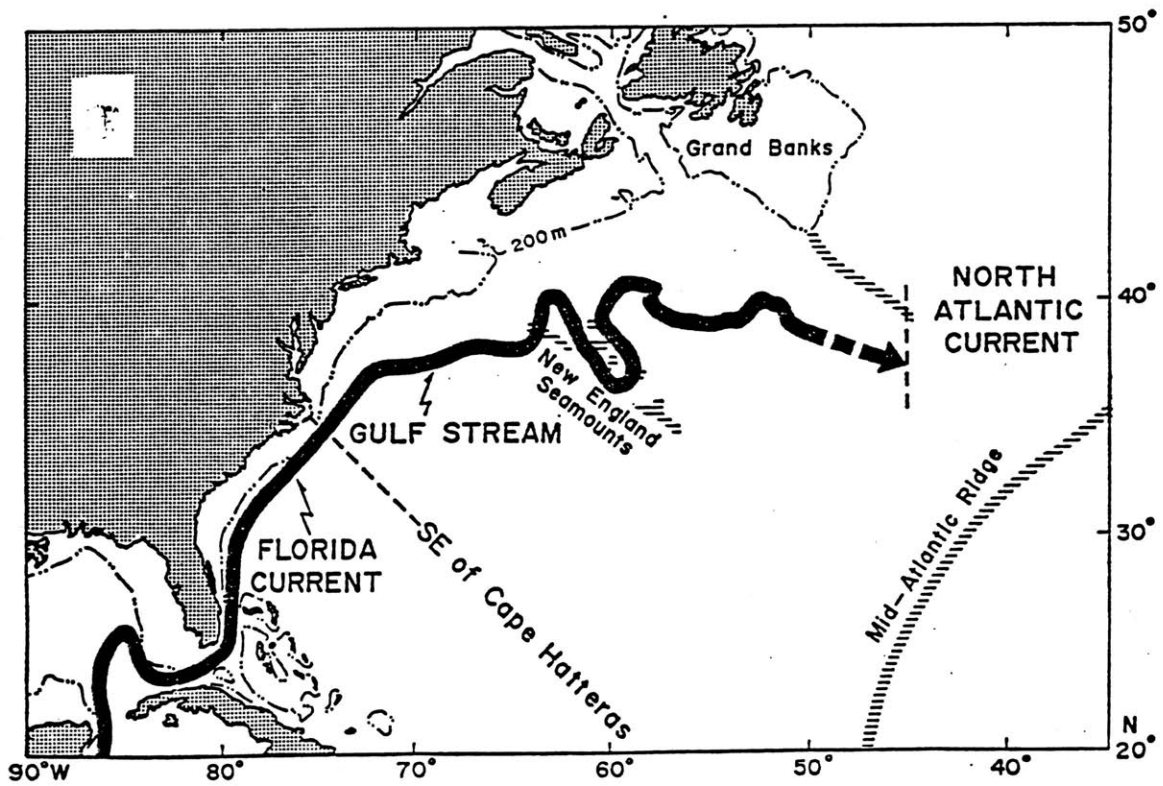 50°
Grand Banks
200m
NORTH
ATLANTIC
CURRENT
40°
New England
Seamounts
GULF STREAM
FLORIDA
CURRENT
SE of Cape Hatteras
30°
Mid-Atlantic Ridge
N
20°
90°W
80°
70°
60°
50°
40°